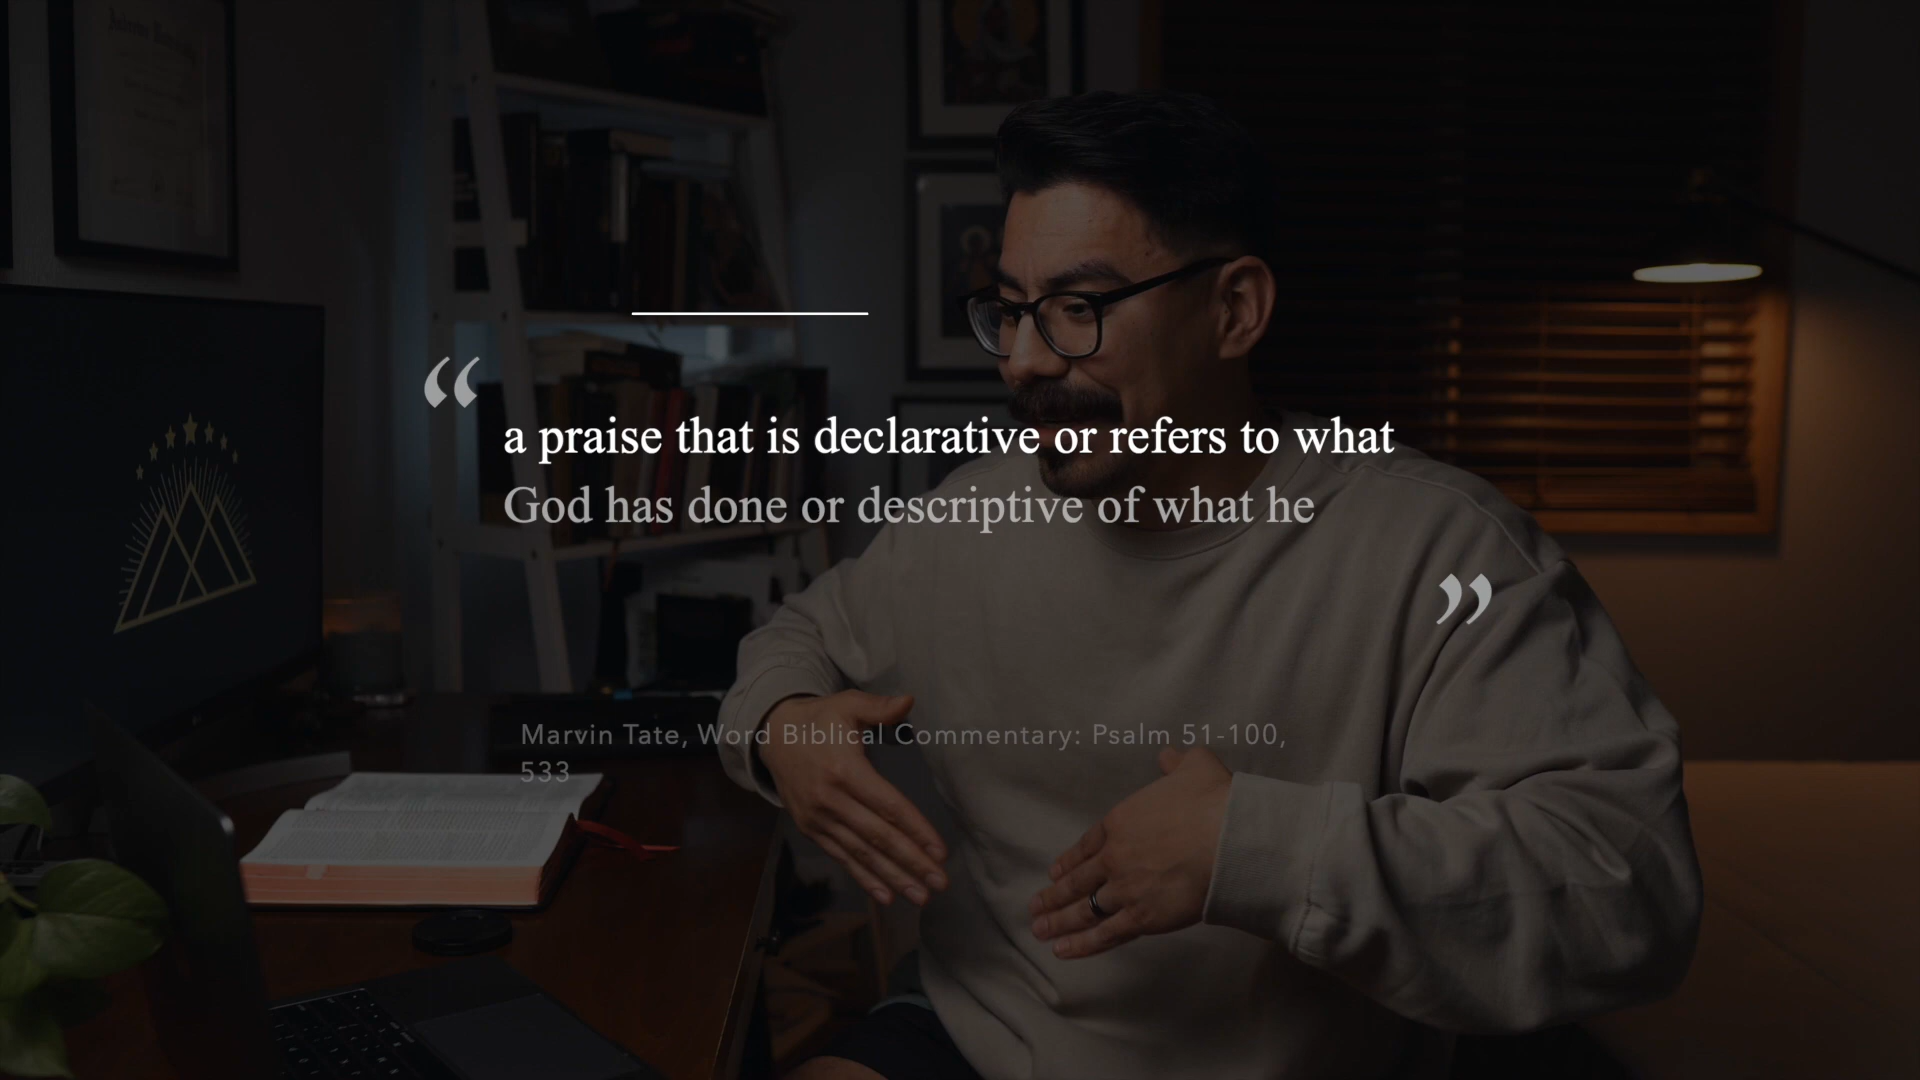 “
a praise that is declarative or refers to what
God has done or descriptive of what he
”
Marvin Tate, Word Biblical Commentary: Psalm 51-100,
533